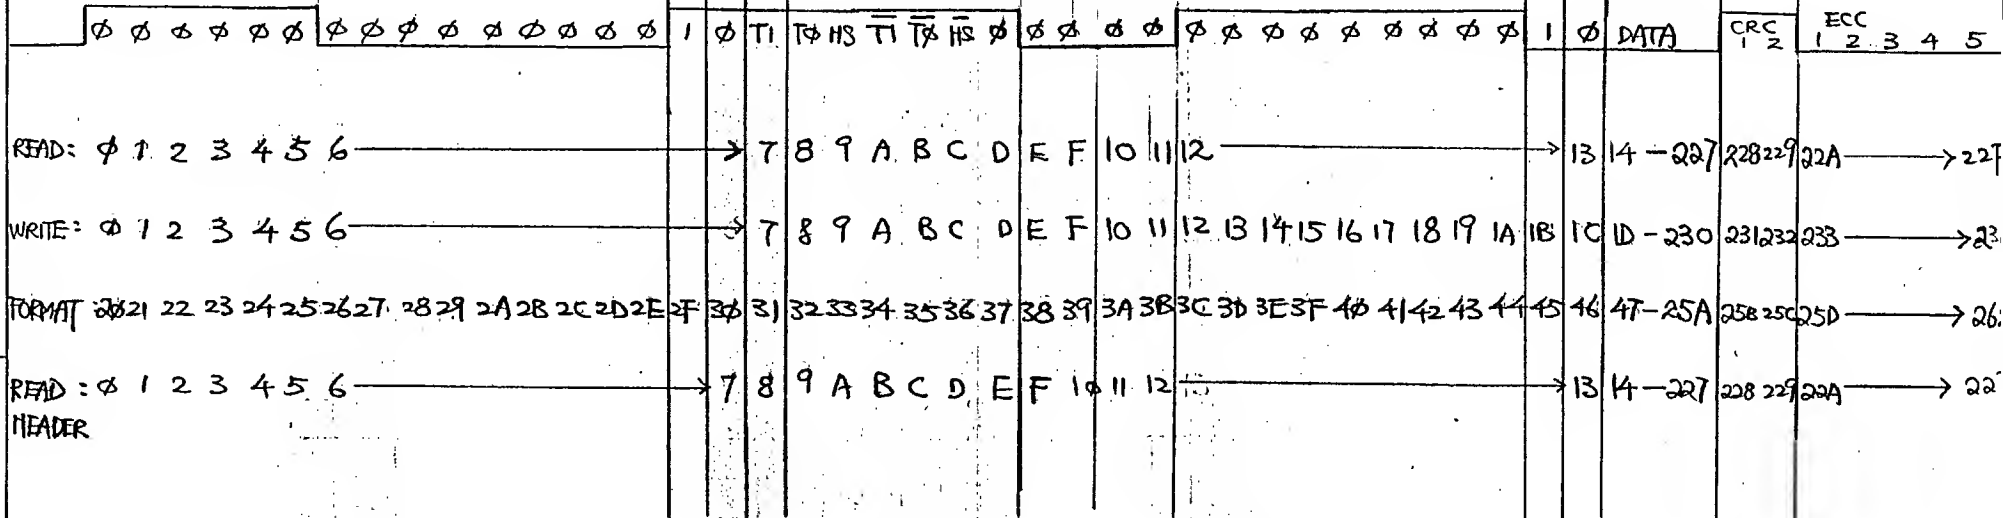 Ø Ø Ø Ø Ø Ø Ø Ø Ø Ø Ø Ø Ø Ø Ø 1 Ø T1 TØ HS T̅1̅ T̅Ø̅ H̅S̅ Ø Ø Ø Ø Ø Ø Ø Ø Ø Ø Ø Ø Ø Ø 1 Ø DATA CRC 1 2 ECC 1 2 3 4 5
READ: Ø 1 2 3 4 5 6 → 7 8 9 A B C D E F 10 11 12 → 13 14-227 228 229 22A → 22F
WRITE: Ø 1 2 3 4 5 6 → 7 8 9 A B C D E F 10 11 12 13 14 15 16 17 18 19 1A 1B 1C 1D-230 231 232 233 →
FORMAT 2Ø 21 22 23 24 25 26 27 28 29 2A 2B 2C 2D 2E 2F 3Ø 31 32 33 34 35 36 37 38 39 3A 3B 3C 3D 3E 3F 4Ø 41 42 43 44 45 46 47-25A 25B 25C 25D →
READ: Ø 1 2 3 4 5 6 → 7 8 9 A B C D E F 1Ø 11 12 → 13 14-227 228 229 22A →
HEADER